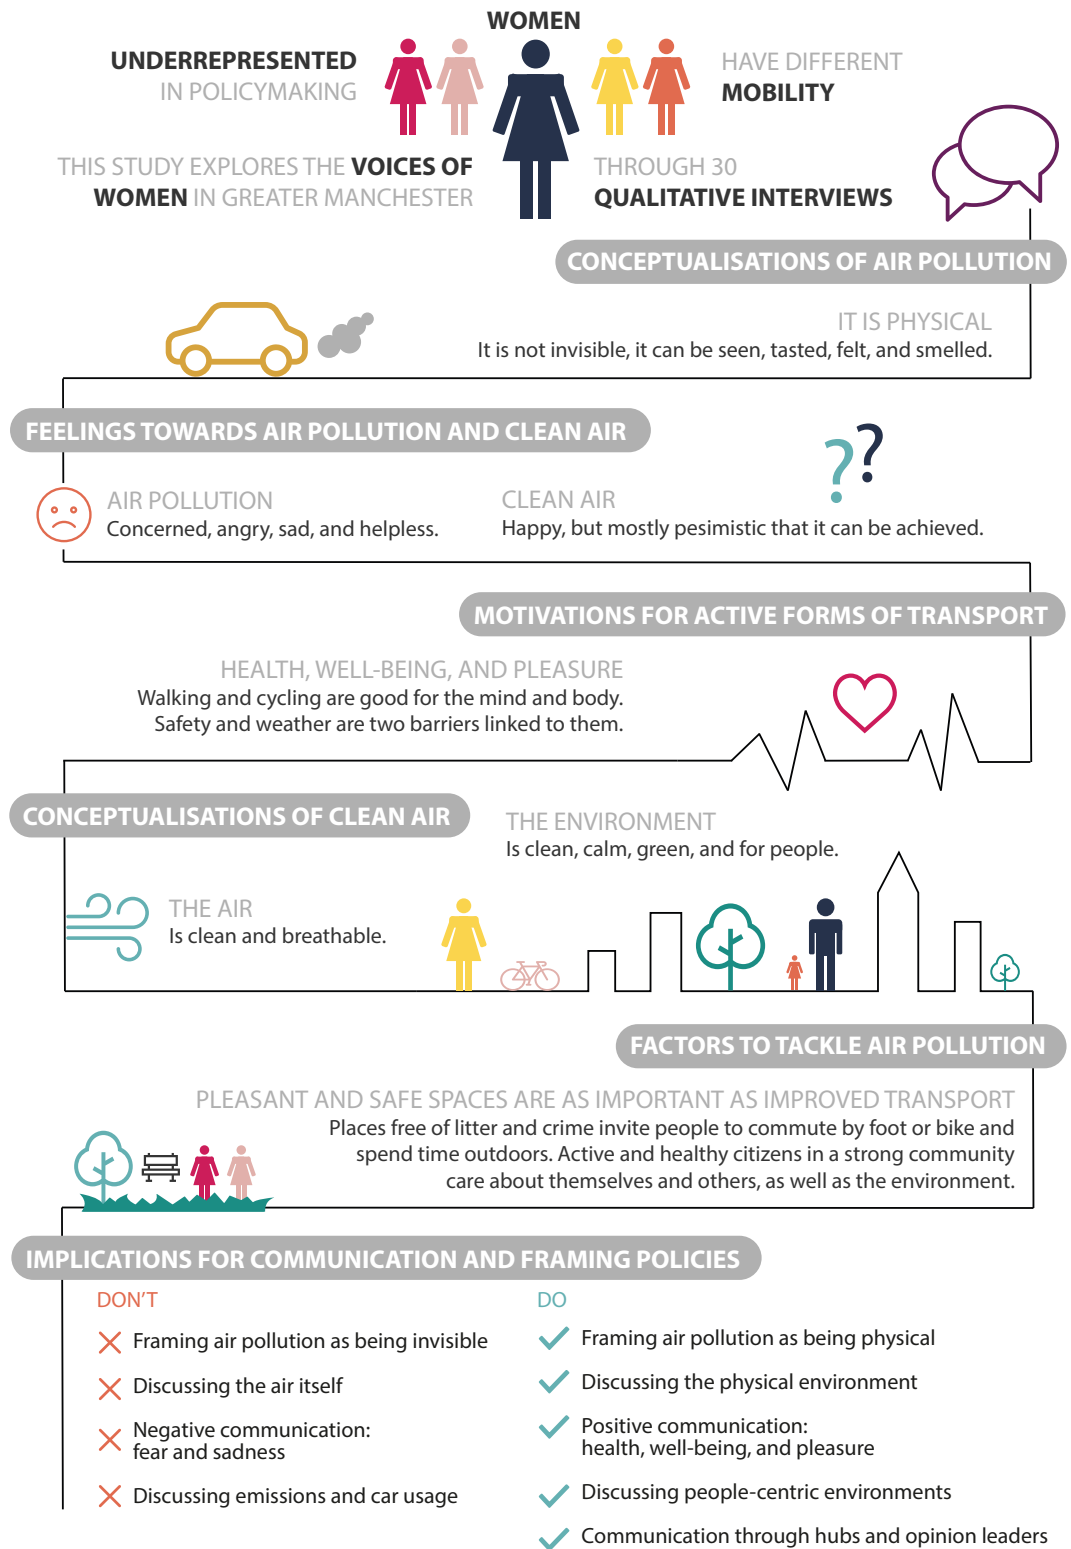 WOMEN
UNDERREPRESENTED
IN POLICYMAKING
HAVE DIFFERENT
MOBILITY
THIS STUDY EXPLORES THE VOICES OF
WOMEN IN GREATER MANCHESTER
THROUGH 30
QUALITATIVE INTERVIEWS
CONCEPTUALISATIONS OF AIR POLLUTION
IT IS PHYSICAL
It is not invisible, it can be seen, tasted, felt, and smelled.
FEELINGS TOWARDS AIR POLLUTION AND CLEAN AIR
??
AIR POLLUTION
Concerned, angry, sad, and helpless.
CLEAN AIR
Happy, but mostly pesimistic that it can be achieved.
MOTIVATIONS FOR ACTIVE FORMS OF TRANSPORT
HEALTH, WELL-BEING, AND PLEASURE
Walking and cycling are good for the mind and body.
Safety and weather are two barriers linked to them.
CONCEPTUALISATIONS OF CLEAN AIR
THE ENVIRONMENT
Is clean, calm, green, and for people.
THE AIR
Is clean and breathable.
FACTORS TO TACKLE AIR POLLUTION
PLEASANT AND SAFE SPACES ARE AS IMPORTANT AS IMPROVED TRANSPORT
Places free of litter and crime invite people to commute by foot or bike and
spend time outdoors. Active and healthy citizens in a strong community
care about themselves and others, as well as the environment.
IMPLICATIONS FOR COMMUNICATION AND FRAMING POLICIES
DON'T
Framing air pollution as being invisible
Discussing the air itself
Negative communication:
fear and sadness
Discussing emissions and car usage
DO
Framing air pollution as being physical
Discussing the physical environment
Positive communication:
health, well-being, and pleasure
Discussing people-centric environments
Communication through hubs and opinion leaders